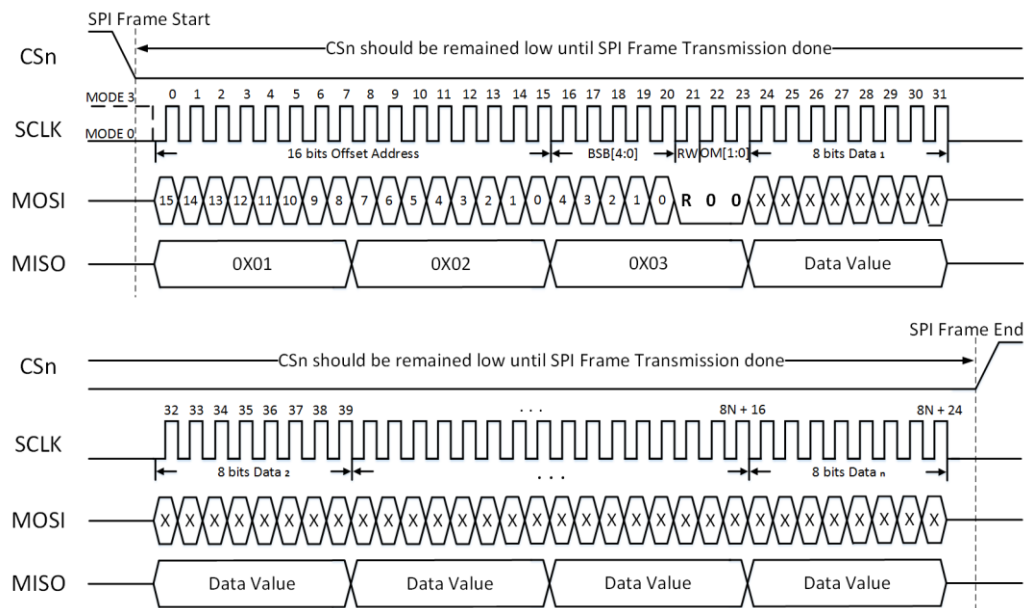 SPI Frame Start
CSn
CSn should be remained low until SPI Frame Transmission done
0 1 2 3 4 5 6 7 8 9 10 11 12 13 14 15 16 17 18 19 20 21 22 23 24 25 26 27 28 29 30 31
MODE 3
SCLK
MODE 0
16 bits Offset Address BSB[4:0] RW OM[1:0] 8 bits Data 1
MOSI 15 14 13 12 11 10 9 8 7 6 5 4 3 2 1 0 4 3 2 1 0 R 0 0 X X X X X X X X
MISO 0X01 0X02 0X03 Data Value
SPI Frame End
CSn CSn should be remained low until SPI Frame Transmission done
32 33 34 35 36 37 38 39 . . . 8N + 16 8N + 24
SCLK
8 bits Data 2 . . . 8 bits Data n
MOSI X X X X X X X X X X X X X X X X X X X X X X X X X X X X X X X X
MISO Data Value Data Value Data Value Data Value